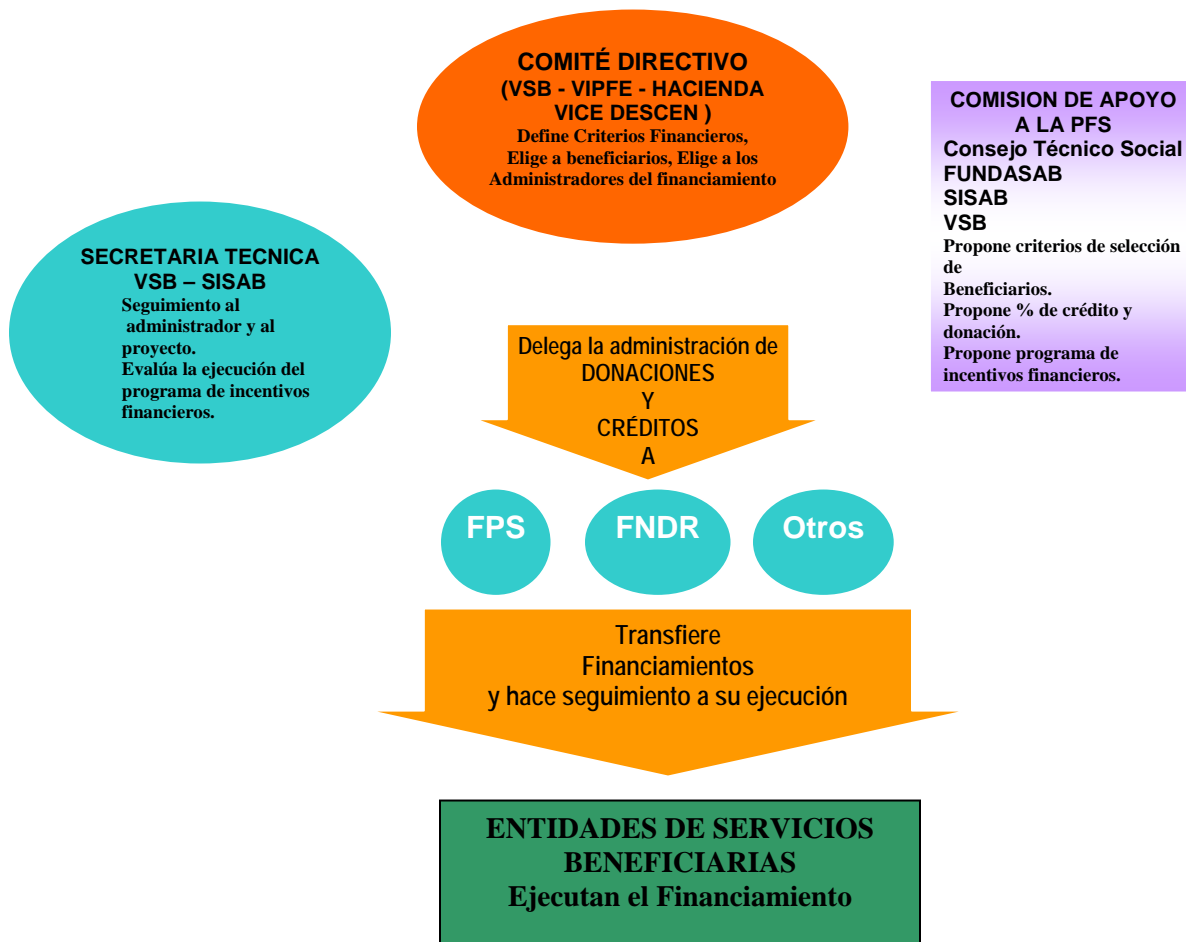 COMITÉ DIRECTIVO
(VSB - VIPFE - HACIENDA
VICE DESCEN )
Define Criterios Financieros,
Elige a beneficiarios, Elige a los
Administradores del financiamiento
COMISION DE APOYO
A LA PFS
Consejo Técnico Social
FUNDASAB
SISAB
VSB
Propone criterios de selección
de
Beneficiarios.
Propone % de crédito y
donación.
Propone programa de
incentivos financieros.
SECRETARIA TECNICA
VSB – SISAB
Seguimiento al
administrador y al
proyecto.
Evalúa la ejecución del
programa de incentivos
financieros.
Delega la administración de
DONACIONES
Y
CRÉDITOS
A
FPS
FNDR
Otros
Transfiere
Financiamientos
y hace seguimiento a su ejecución
ENTIDADES DE SERVICIOS
BENEFICIARIAS
Ejecutan el Financiamiento